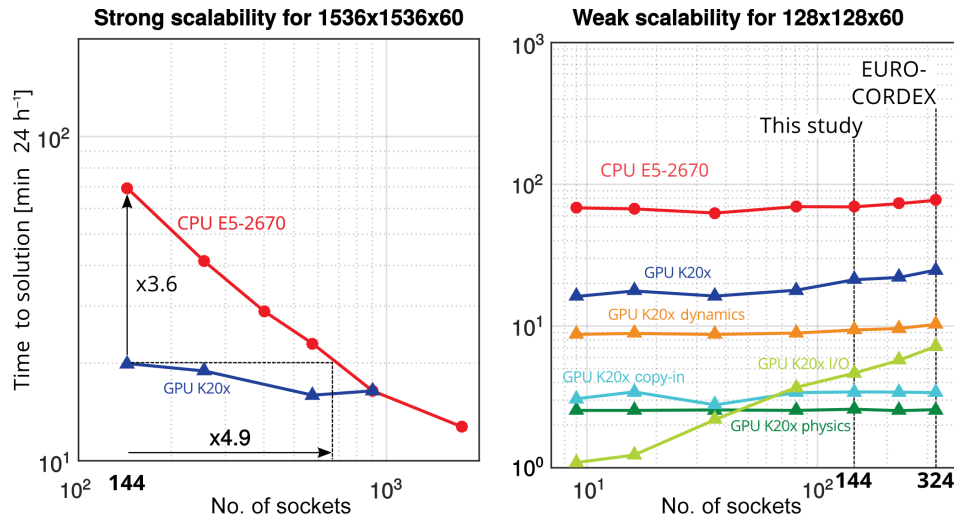 Strong scalability for 1536x1536x60
Time to solution [min 24 h⁻¹]
10²
10¹
CPU E5-2670
x3.6
GPU K20x
x4.9
10²
144
10³
No. of sockets
Weak scalability for 128x128x60
10³
10²
10¹
10⁰
EURO-
CORDEX
This study
CPU E5-2670
GPU K20x
GPU K20x dynamics
GPU K20x I/O
GPU K20x copy-in
GPU K20x physics
10¹
10²
144
324
No. of sockets